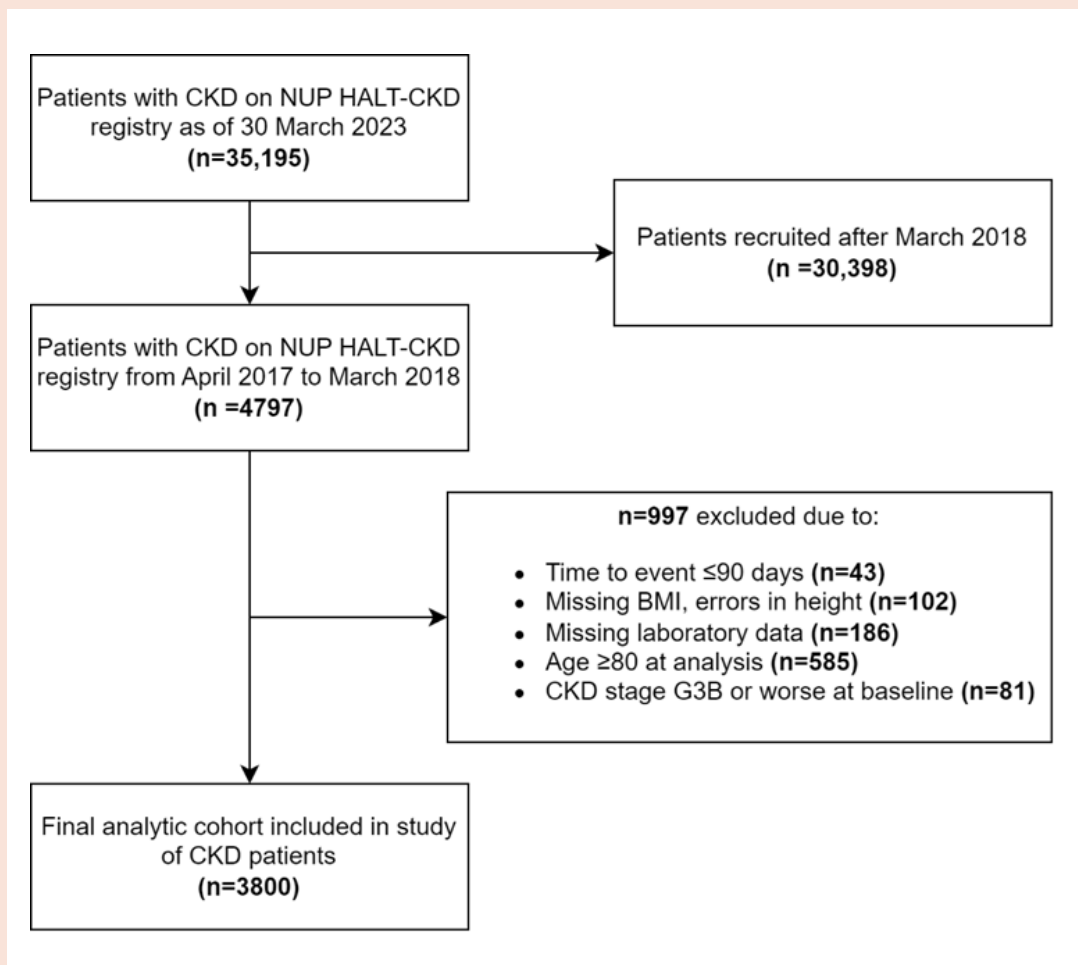 Patients with CKD on NUP HALT-CKD
registry as of 30 March 2023
(n=35,195)
Patients recruited after March 2018
(n =30,398)
Patients with CKD on NUP HALT-CKD
registry from April 2017 to March 2018
(n =4797)
n=997 excluded due to:
• Time to event ≤90 days (n=43)
• Missing BMI, errors in height (n=102)
• Missing laboratory data (n=186)
• Age ≥80 at analysis (n=585)
• CKD stage G3B or worse at baseline (n=81)
Final analytic cohort included in study
of CKD patients
(n=3800)